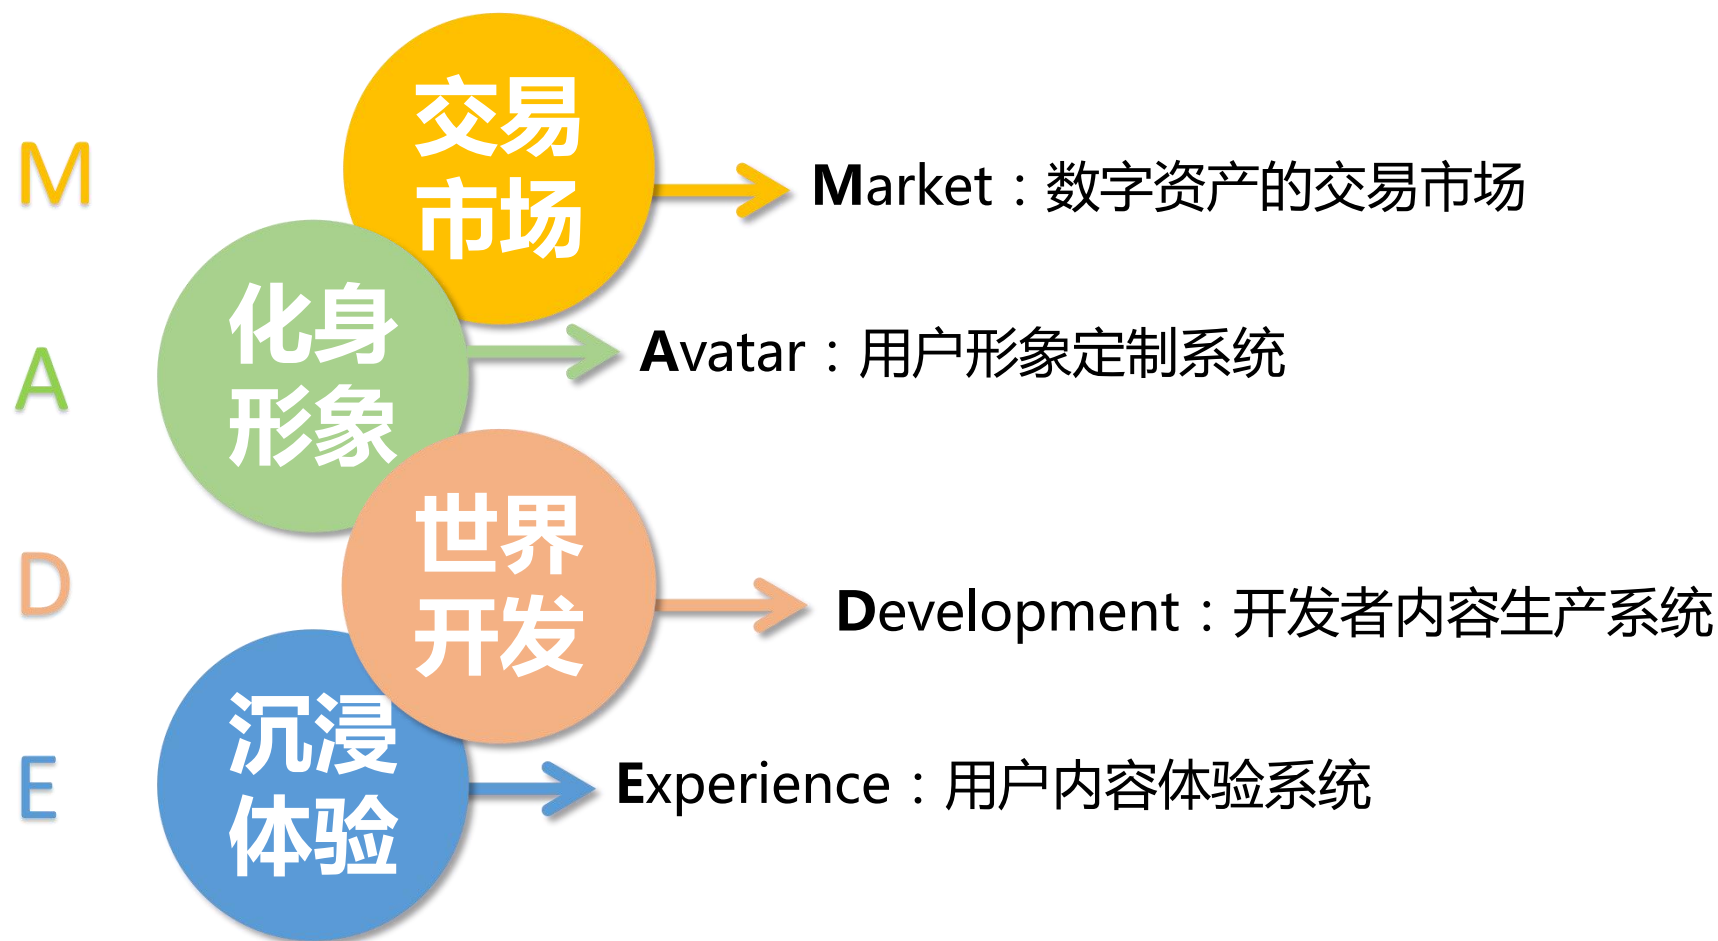 M
交易
市场
Market：数字资产的交易市场
A
化身
形象
Avatar：用户形象定制系统
D
世界
开发
Development：开发者内容生产系统
E
沉浸
体验
Experience：用户内容体验系统